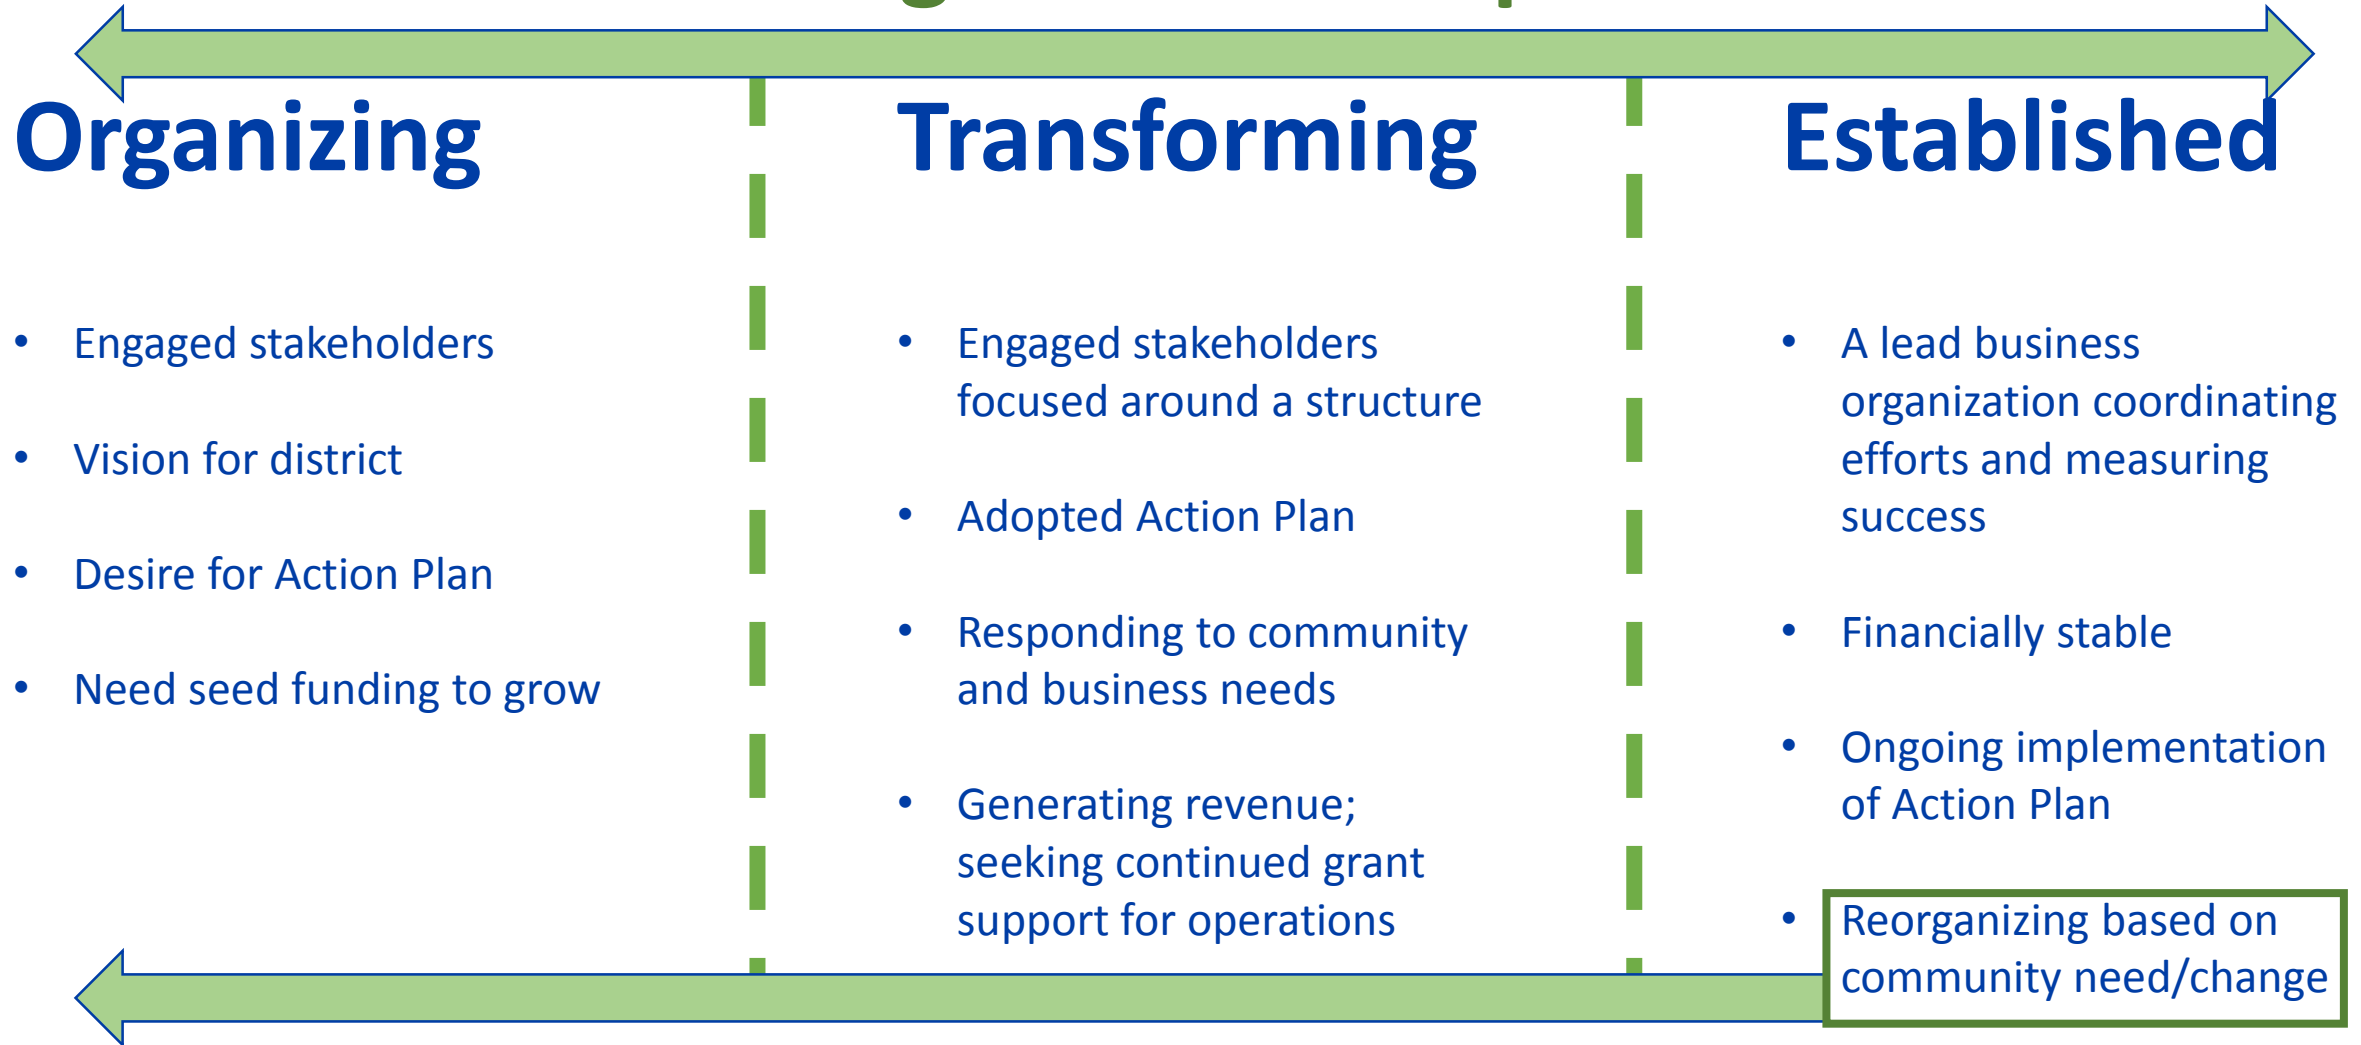 Organizing
• Engaged stakeholders
• Vision for district
• Desire for Action Plan
• Need seed funding to grow
Transforming
• Engaged stakeholders
focused around a structure
• Adopted Action Plan
• Responding to community
and business needs
• Generating revenue;
seeking continued grant
support for operations
Established
• A lead business
organization coordinating
efforts and measuring
success
• Financially stable
• Ongoing implementation
of Action Plan
• Reorganizing based on
community need/change